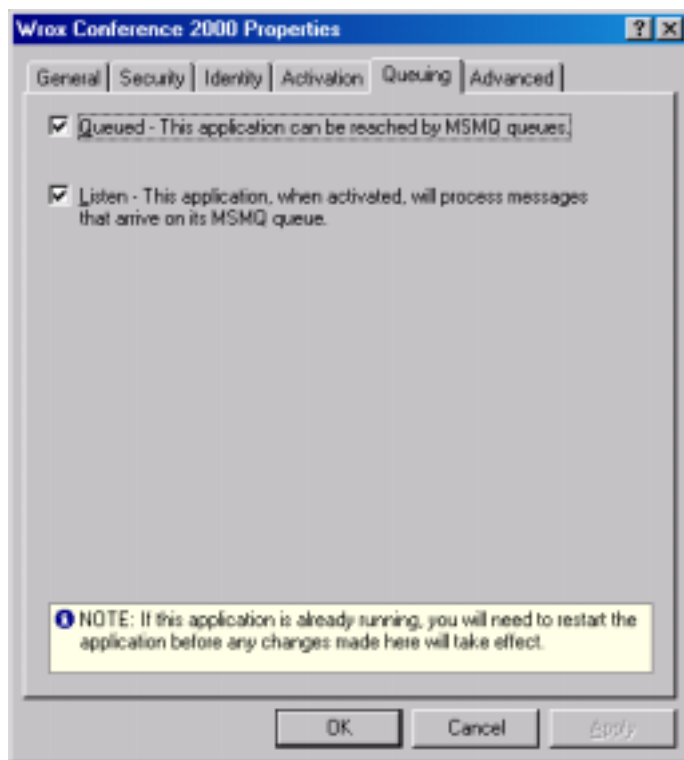 Wrox Conference 2000 Properties
General Security Identity Activation Queuing Advanced
Queued - This application can be reached by MSMQ queues.
Listen - This application, when activated, will process messages
that arrive on its MSMQ queue.
NOTE: If this application is already running, you will need to restart the
application before any changes made here will take effect.
OK Cancel Apply